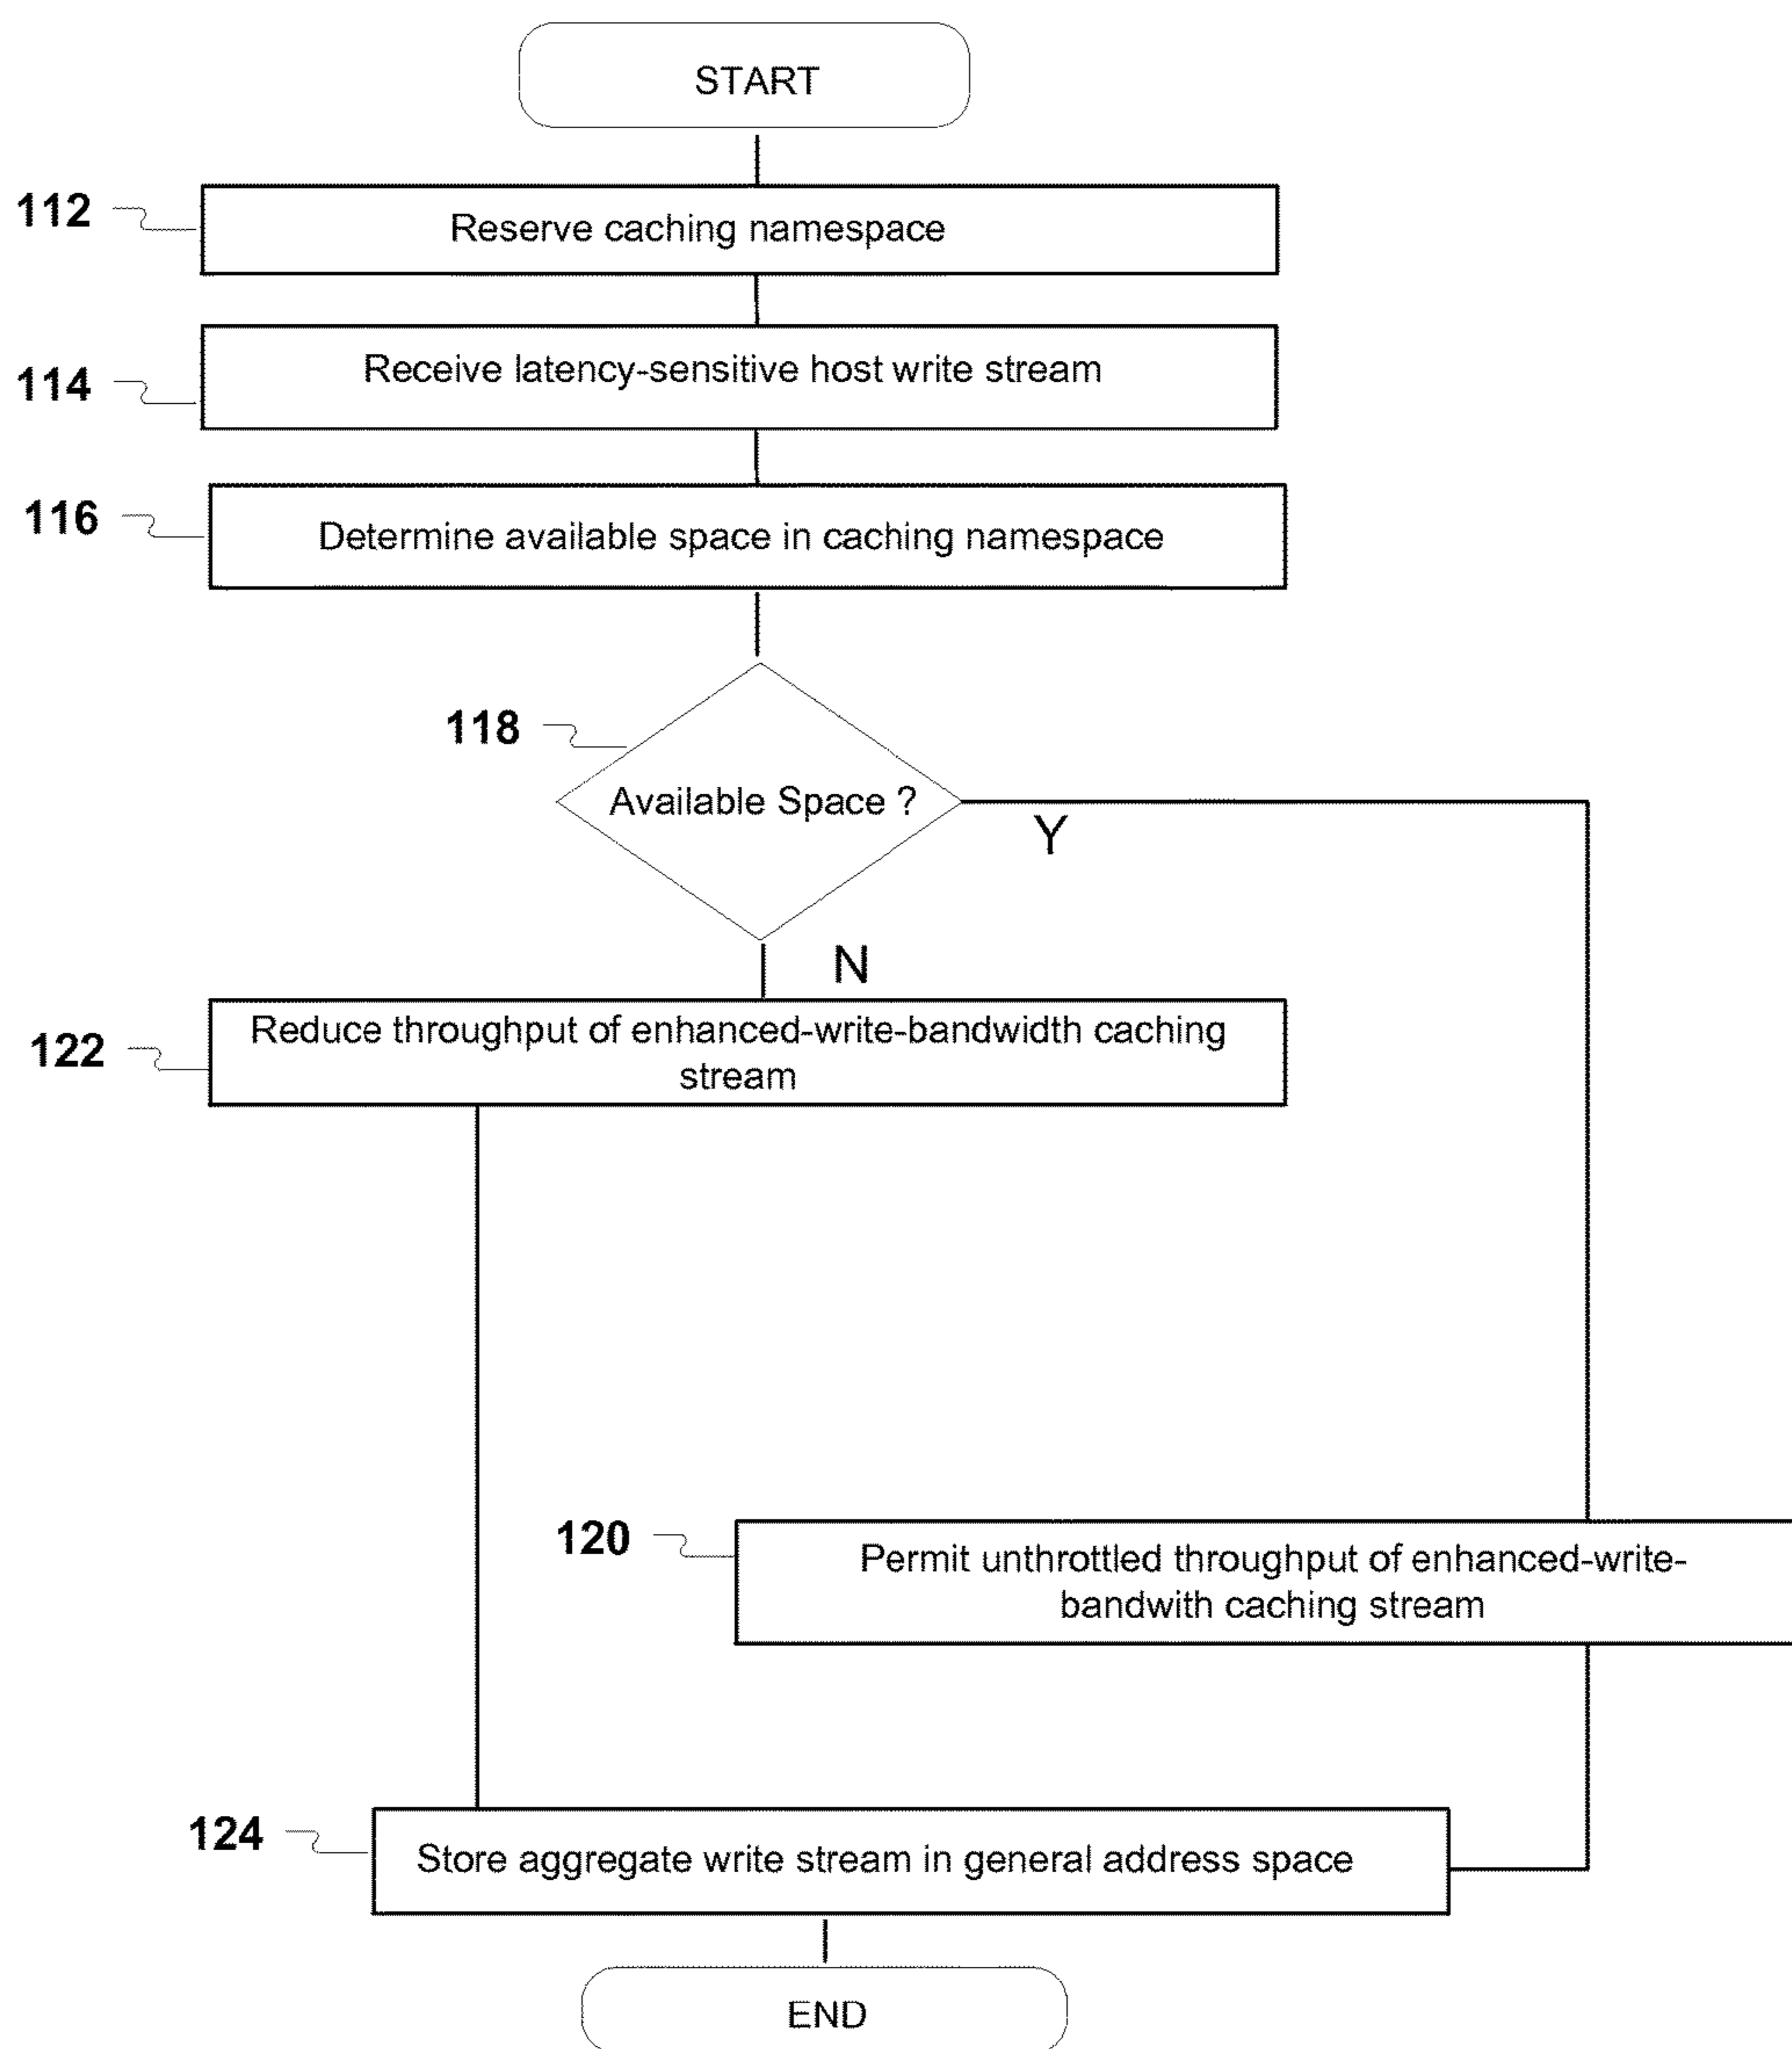 START
112
Reserve caching namespace
114
Receive latency-sensitive host write stream
116
Determine available space in caching namespace
118
Available Space ?
Y
N
122
Reduce throughput of enhanced-write-bandwidth caching
stream
120
Permit unthrottled throughput of enhanced-write-
bandwith caching stream
124
Store aggregate write stream in general address space
END